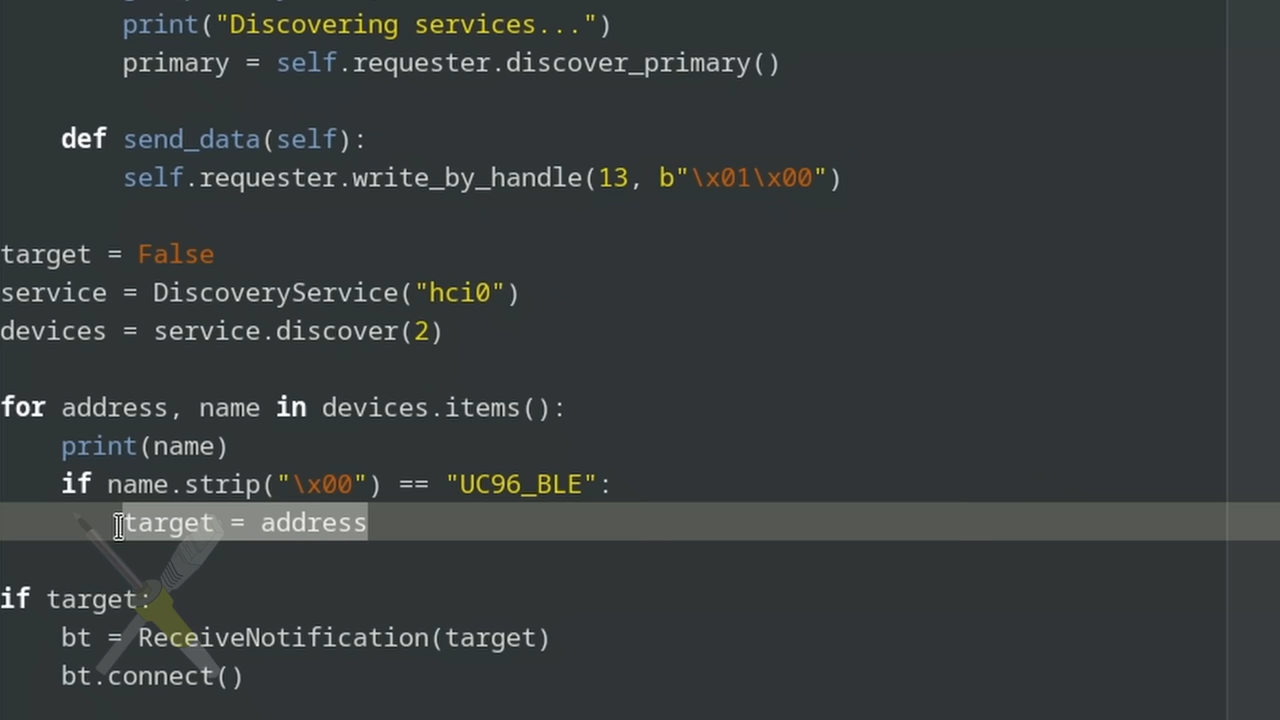 print("Discovering services...")
        primary = self.requester.discover_primary()

    def send_data(self):
        self.requester.write_by_handle(13, b"\x01\x00")

target = False
service = DiscoveryService("hci0")
devices = service.discover(2)

for address, name in devices.items():
    print(name)
    if name.strip("\x00") == "UC96_BLE":
        target = address

if target:
    bt = ReceiveNotification(target)
    bt.connect()